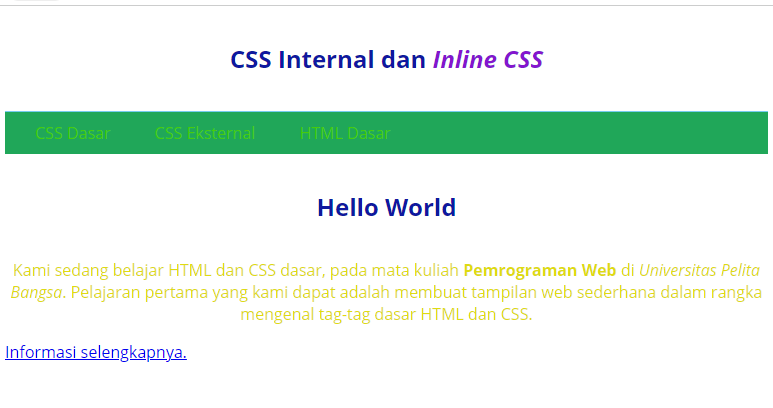 CSS Internal dan Inline CSS
CSS Dasar CSS Eksternal HTML Dasar
Hello World
Kami sedang belajar HTML dan CSS dasar, pada mata kuliah Pemrograman Web di Universitas Pelita
Bangsa. Pelajaran pertama yang kami dapat adalah membuat tampilan web sederhana dalam rangka
mengenal tag-tag dasar HTML dan CSS.
Informasi selengkapnya.